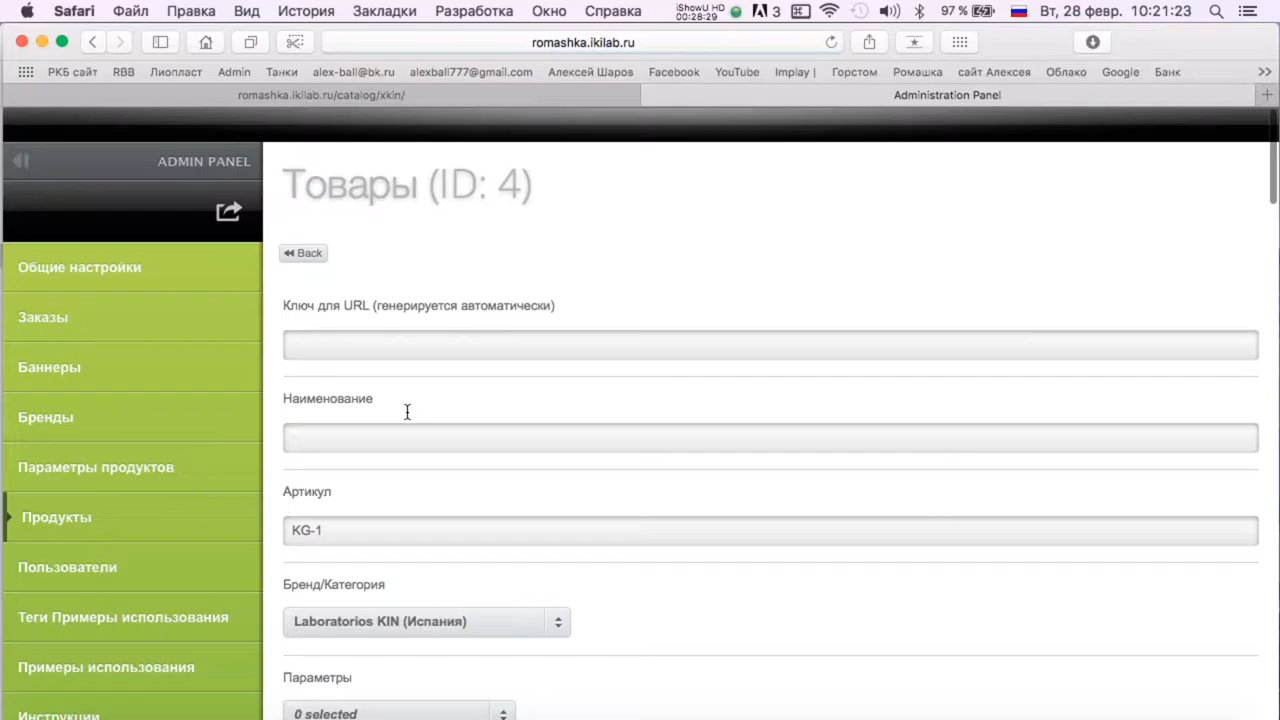 Safari Файл Правка Вид История Закладки Разработка Окно Справка iShowU HD 00:28:29 3 97 % Вт, 28 февр. 10:21:23
romashka.ikilab.ru
РКБ сайт RBB Лиопласт Admin Танки alex-ball@bk.ru alexball777@gmail.com Алексей Шаров Facebook YouTube Implay | Горстом Ромашка сайт Алексея Облако Google Банк >>
romashka.ikilab.ru/catalog/xkin/ Administration Panel +
ADMIN PANEL
Товары (ID: 4)
Back
Общие настройки
Ключ для URL (генерируется автоматически)
Заказы
Баннеры
Наименование
Бренды
Параметры продуктов
Артикул
Продукты
KG-1
Пользователи
Бренд/Категория
Теги Примеры использования
Laboratorios KIN (Испания)
Примеры использования
Параметры
Инструкции
0 selected